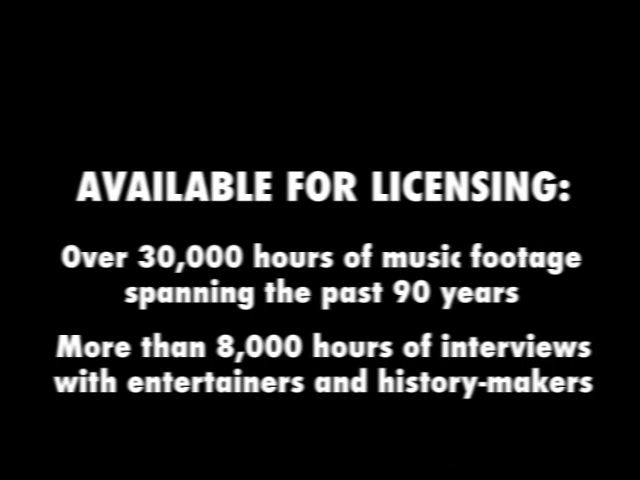 AVAILABLE FOR LICENSING:
Over 30,000 hours of music footage
spanning the past 90 years
More than 8,000 hours of interviews
with entertainers and history-makers